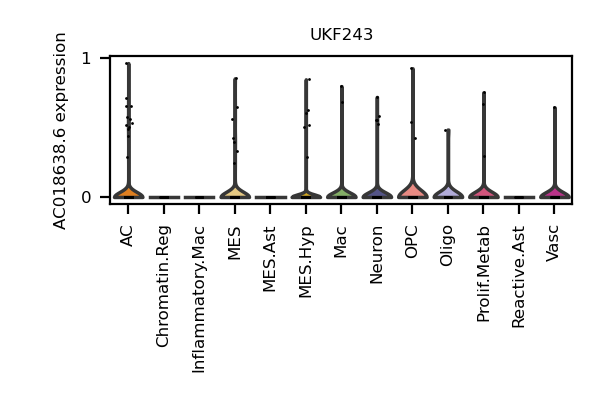 UKF243
AC018638.6 expression
1
0
AC
Chromatin.Reg
Inflammatory.Mac
MES
MES.Ast
MES.Hyp
Mac
Neuron
OPC
Oligo
Prolif.Metab
Reactive.Ast
Vasc